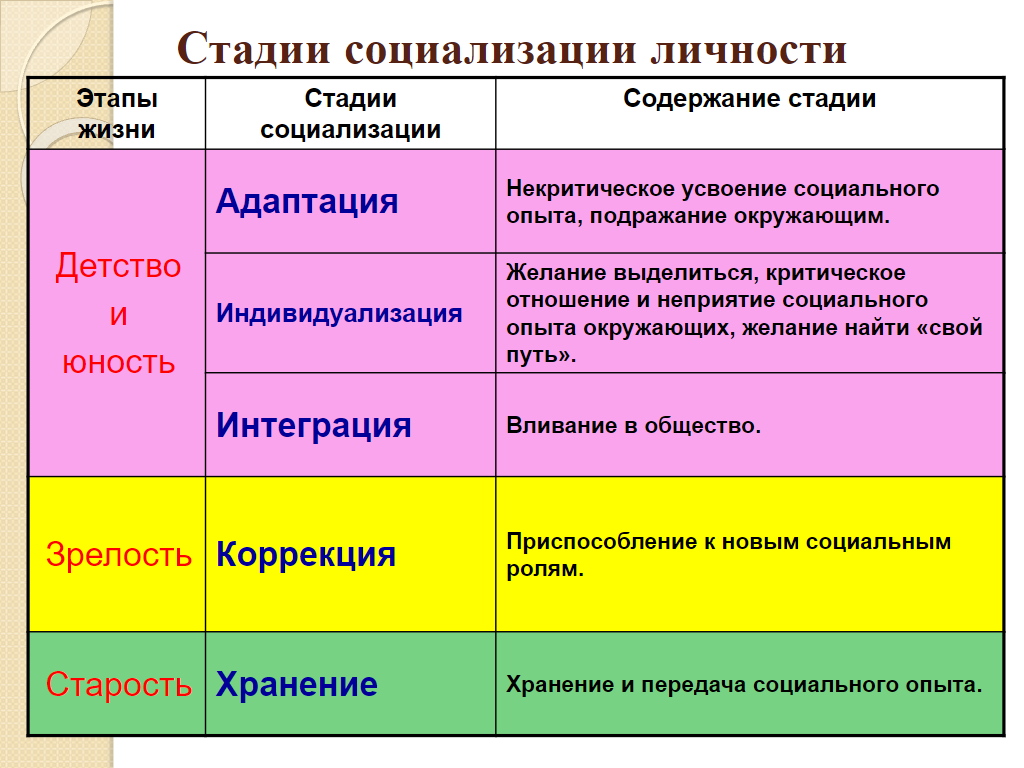 Стадии социализации личности
Этапы
жизни
Стадии
социализации
Содержание стадии
Детство
и
юность
Адаптация
Некритическое усвоение социального
опыта, подражание окружающим.
Индивидуализация
Желание выделиться, критическое
отношение и неприятие социального
опыта окружающих, желание найти «свой
путь».
Интеграция
Вливание в общество.
Зрелость
Коррекция
Приспособление к новым социальным
ролям.
Старость
Хранение
Хранение и передача социального опыта.